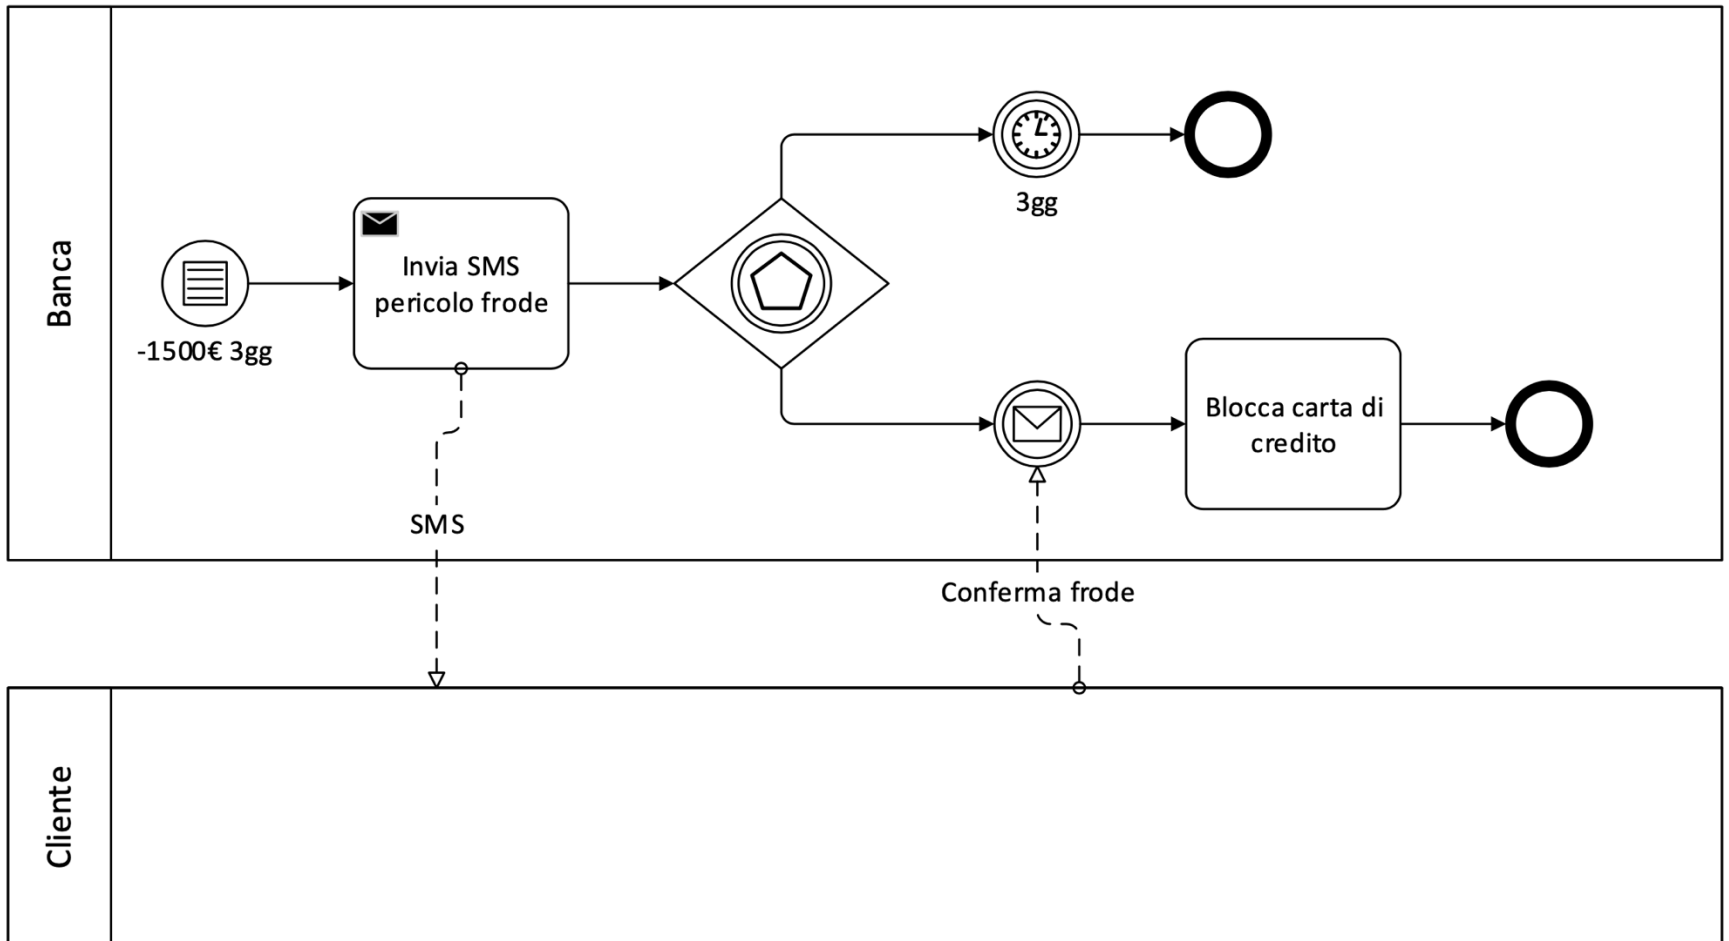 Banca
-1500€ 3gg
Invia SMS
pericolo frode
3gg
Blocca carta di
credito
SMS
Conferma frode
Cliente